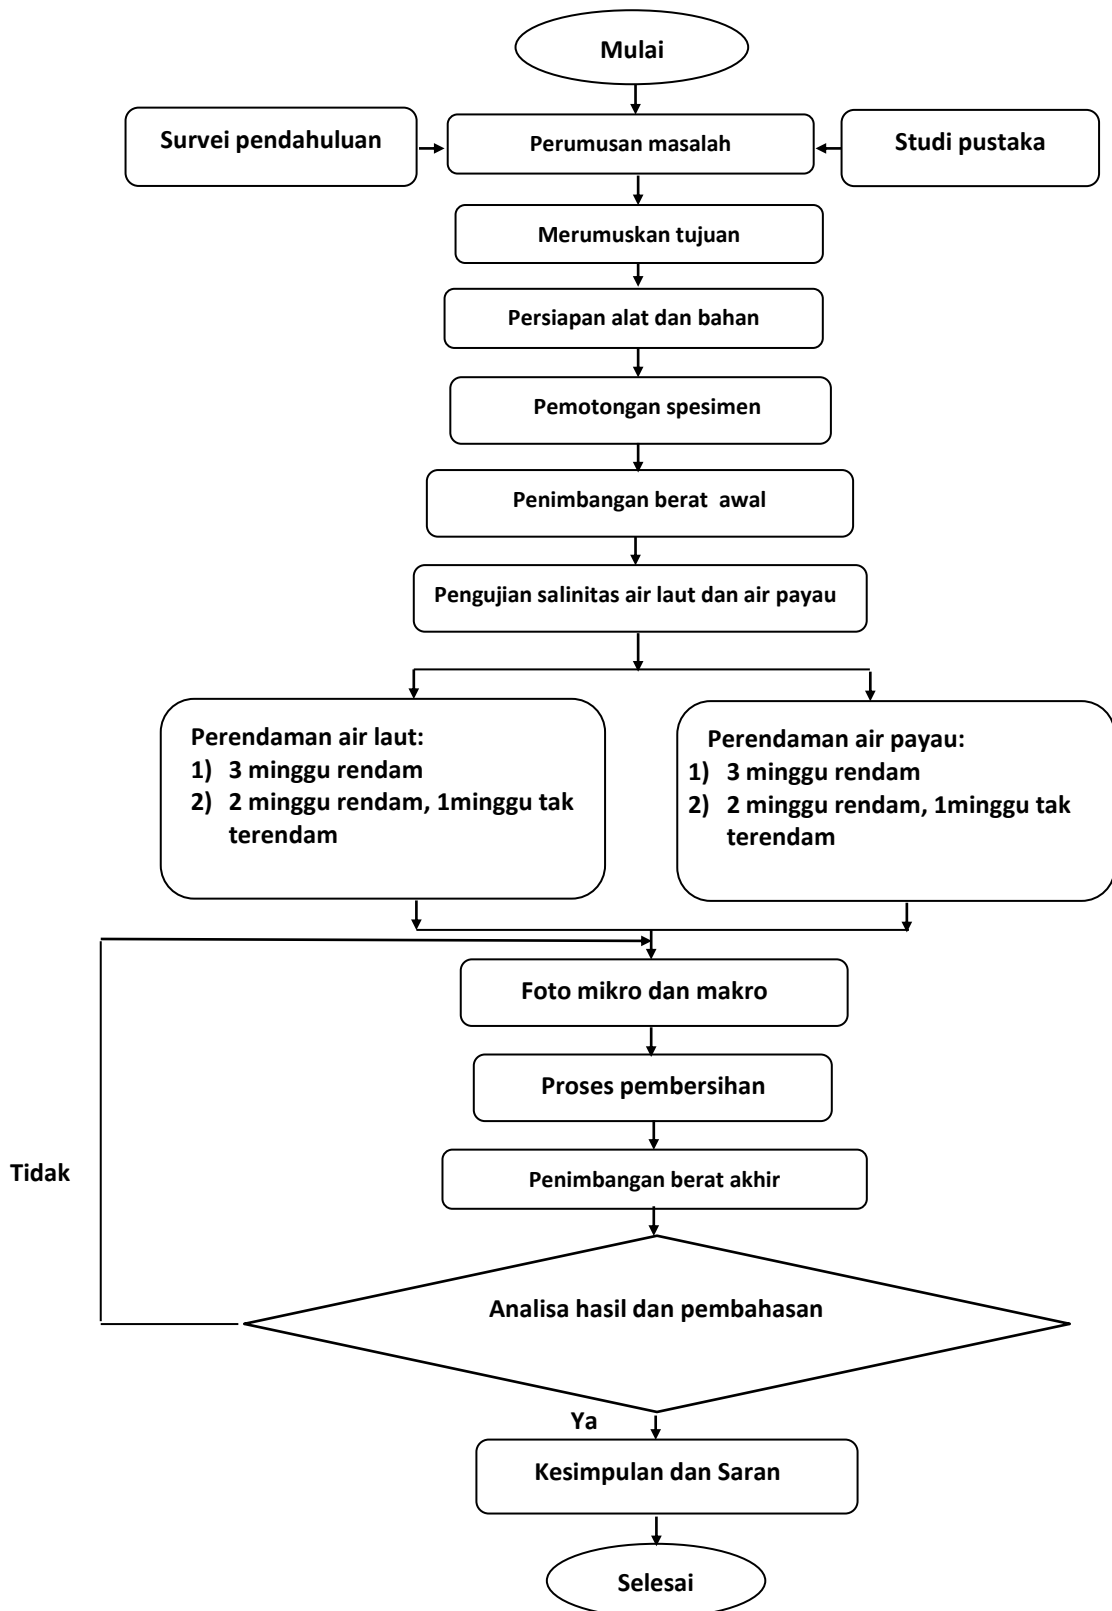 Mulai
Survei pendahuluan
Perumusan masalah
Studi pustaka
Merumuskan tujuan
Persiapan alat dan bahan
Pemotongan spesimen
Penimbangan berat awal
Pengujian salinitas air laut dan air payau
Perendaman air laut:
1) 3 minggu rendam
2) 2 minggu rendam, 1minggu tak
terendam
Perendaman air payau:
1) 3 minggu rendam
2) 2 minggu rendam, 1minggu tak
terendam
Foto mikro dan makro
Proses pembersihan
Tidak
Penimbangan berat akhir
Analisa hasil dan pembahasan
Ya
Kesimpulan dan Saran
Selesai